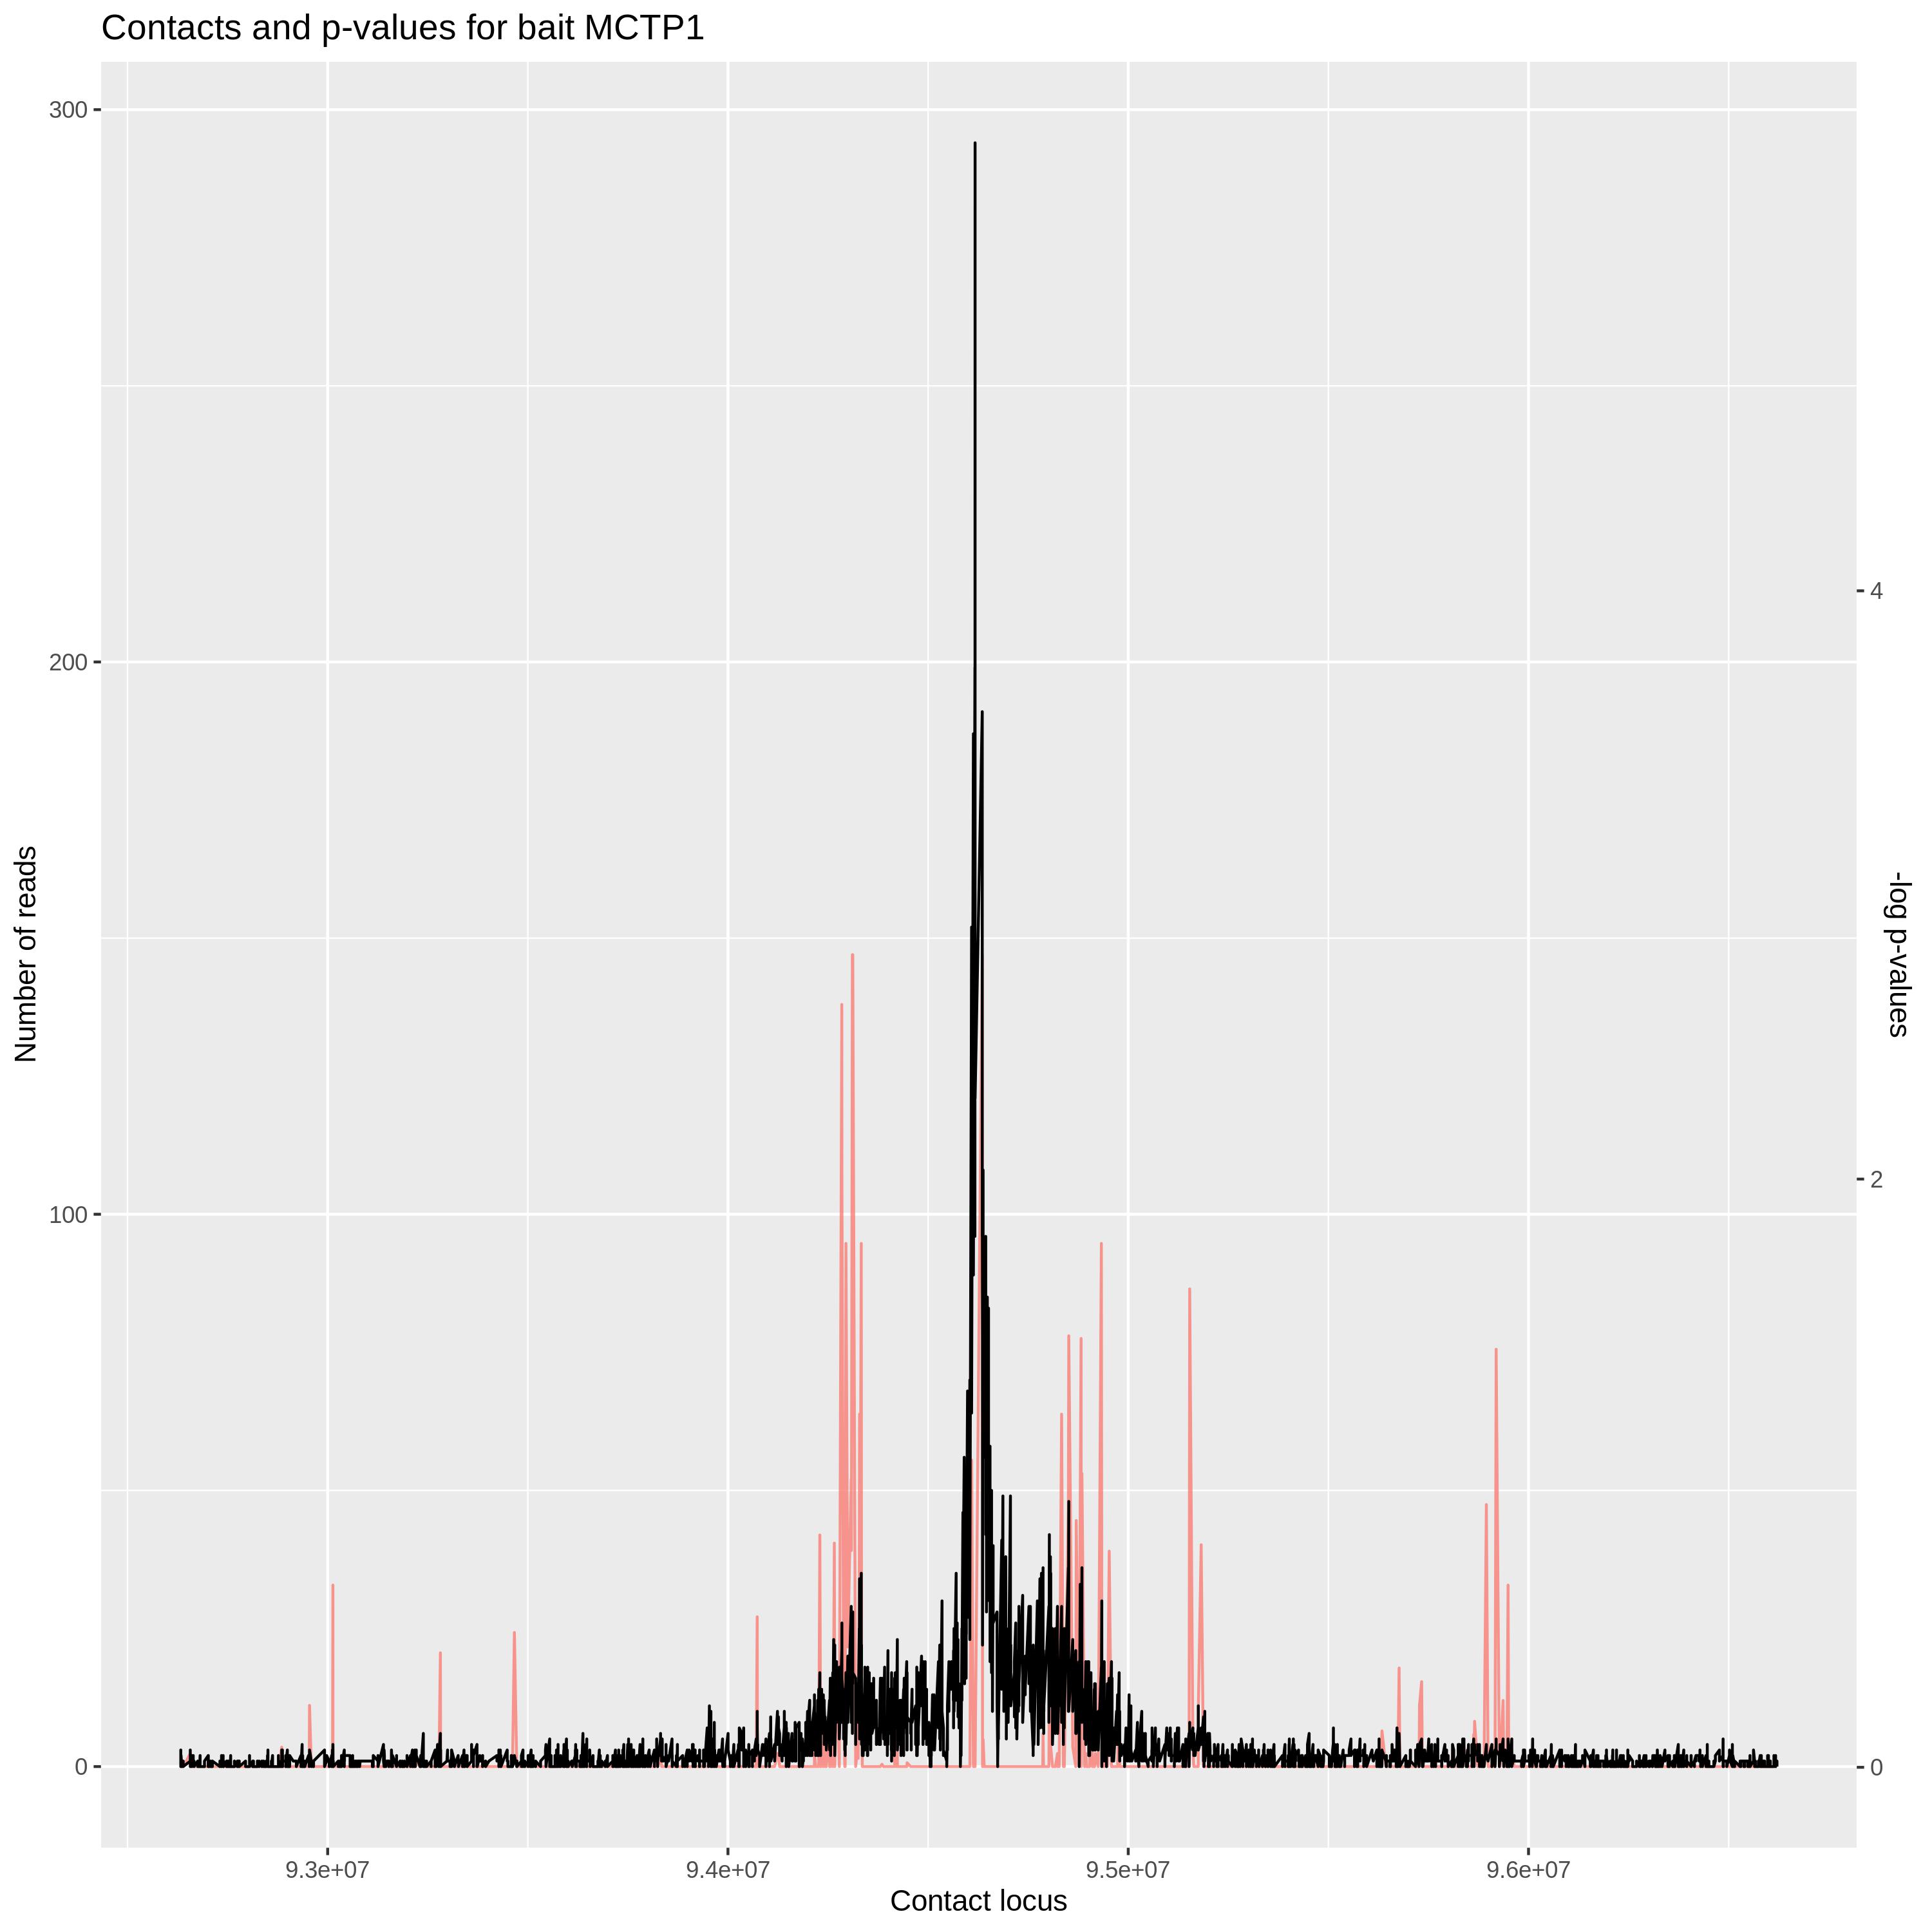 Contacts and p-values for bait MCTP1
300
200
100
0
Number of reads
4
2
0
-log p-values
9.3e+07
9.4e+07
9.5e+07
9.6e+07
Contact locus